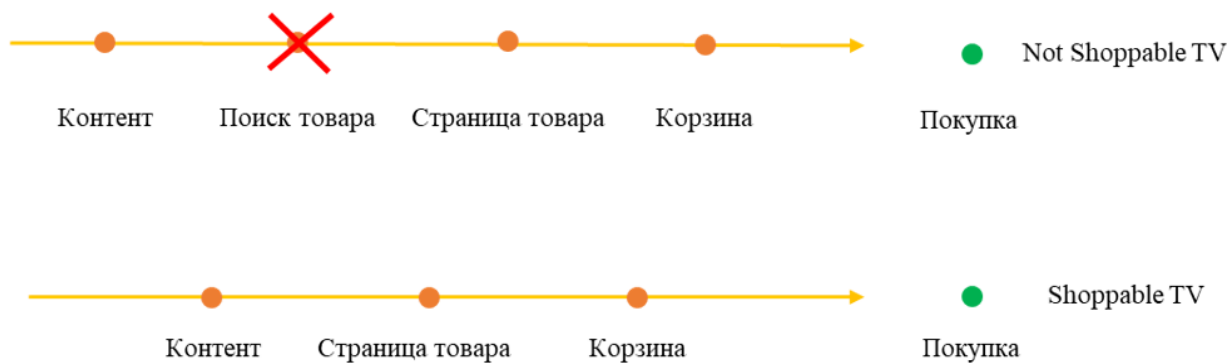 Not Shoppable TV
Контент
Поиск товара
Страница товара
Корзина
Покупка
Shoppable TV
Контент
Страница товара
Корзина
Покупка